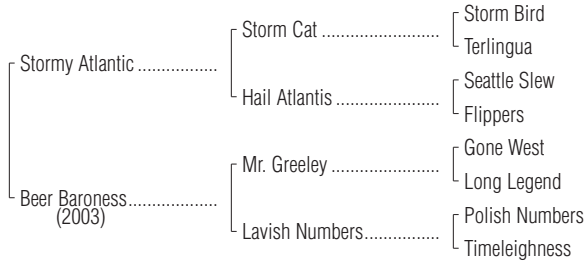 Storm Bird
Storm Cat ........................
Terlingua
Stormy Atlantic ................
Seattle Slew
Hail Atlantis .....................
Flippers
Gone West
Mr. Greeley ......................
Long Legend
Beer Baroness..................
(2003)
Polish Numbers
Lavish Numbers...............
Timeleighness